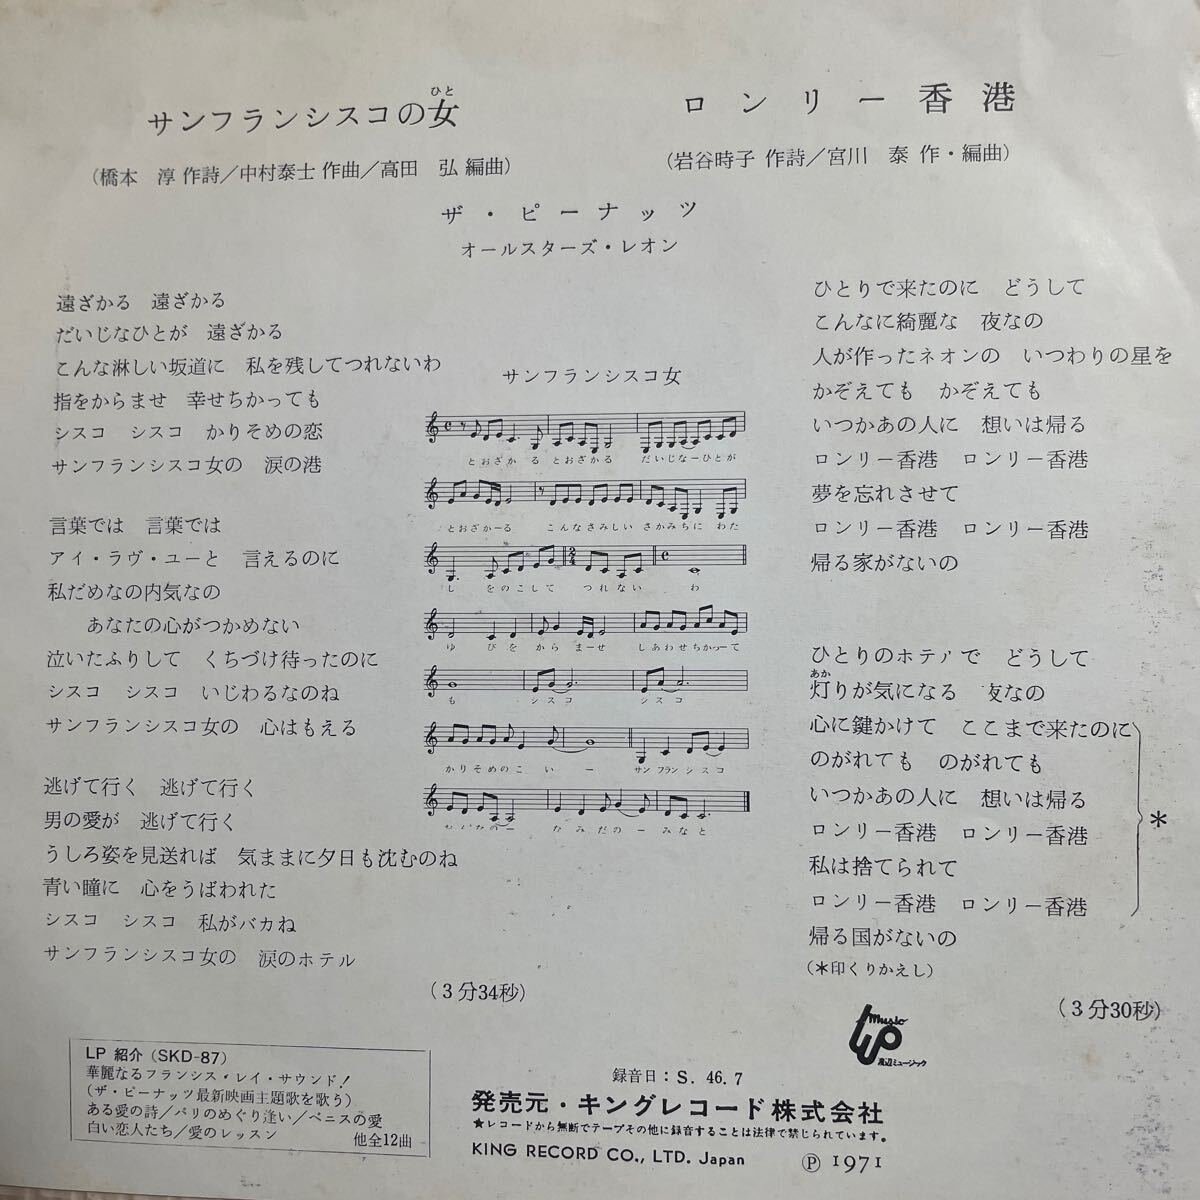 サンフランシスコの女
ひと
(橋本 淳 作詩/中村泰士 作曲/高田 弘 編曲)
ロンリー香港
(岩谷時子 作詩/宮川 泰 作・編曲)
ザ・ピーナッツ
オールスターズ・レオン
遠ざかる 遠ざかる
だいじなひとが 遠ざかる
こんな淋しい坂道に 私を残してつれないわ
指をからませ 幸せちかっても
シスコ シスコ かりそめの恋
サンフランシスコ女の 涙の港
言葉では 言葉では
アイ・ラヴ・ユーと 言えるのに
私だめなの内気なの
あなたの心がつかめない
泣いたふりして くちづけ待ったのに
シスコ シスコ いじわるなのね
サンフランシスコ女の 心はもえる
逃げて行く 逃げて行く
男の愛が 逃げて行く
うしろ姿を見送れば 気ままに夕日も沈むのね
青い瞳に 心をうばわれた
シスコ シスコ 私がバカね
サンフランシスコ女の 涙のホテル
(3分34秒)
サンフランシスコ女
とおざかる とおざかる だいじなーひとが
とおざかーる こんなさみしい さかみちに わた
し をのこして つれない わ
ゆ びを から まーせ しあわせちかって
も シスコ シスコ
かりそめのこ いー サン フラン シスコ
なみだのー みなと
ひとりで来たのに どうして
こんなに綺麗な 夜なの
人が作ったネオンの いつわりの星を
かぞえても かぞえても
いつかあの人に 想いは帰る
ロンリー香港 ロンリー香港
夢を忘れさせて
ロンリー香港 ロンリー香港
帰る家がないの
ひとりのホテルで どうして
あか
灯りが気になる 夜なの
心に鍵かけて ここまで来たのに
のがれても のがれても
いつかあの人に 想いは帰る
ロンリー香港 ロンリー香港
*
私は捨てられて
ロンリー香港 ロンリー香港
帰る国がないの
(*印くりかえし)
(3分30秒)
LP 紹介 (SKD-87)
華麗なるフランシス・レイ・サウンド!
(ザ・ピーナッツ最新映画主題歌を歌う)
ある愛の詩/パリのめぐり逢い/ベニスの愛
白い恋人たち/愛のレッスン 他全12曲
Music
渡辺ミュージック
録音日:S. 46. 7
発売元・キングレコード株式会社
★レコードから無断でテープその他に録音することは法律で禁じられています。
KING RECORD CO., LTD. Japan ℗ 1971